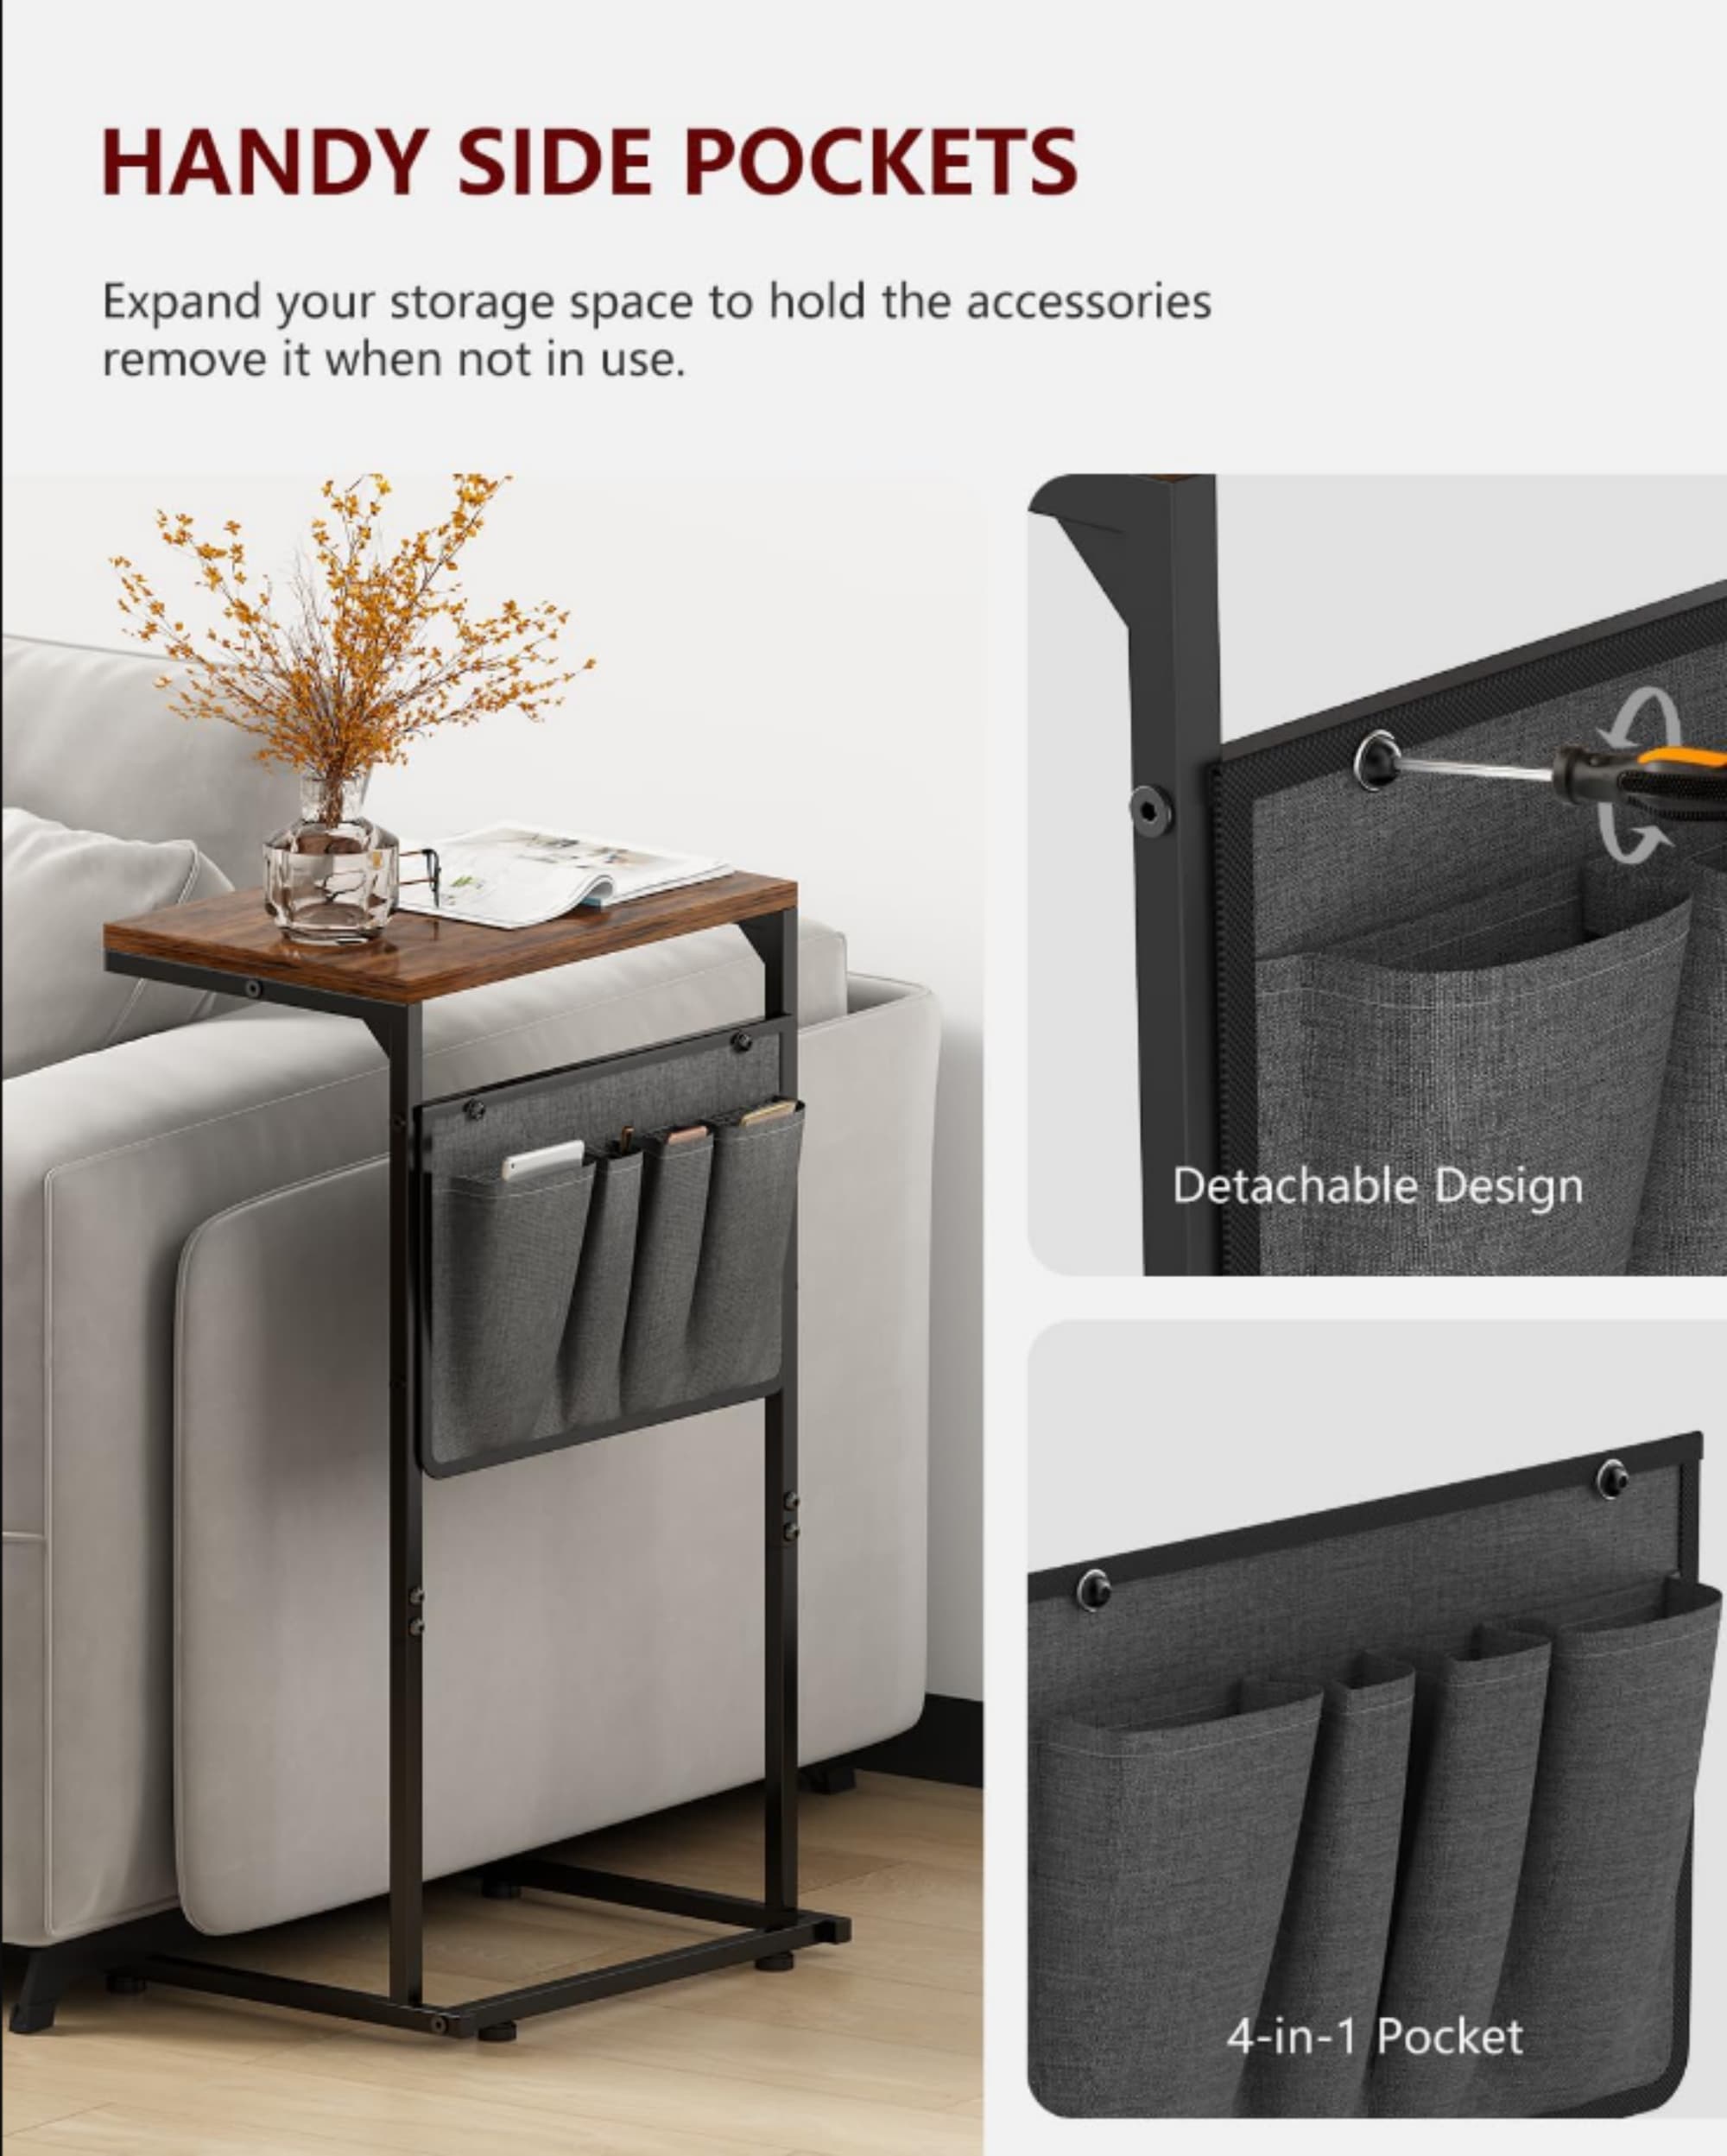 HANDY SIDE POCKETS
Expand your storage space to hold the accessories
remove it when not in use.
Detachable Design
4-in-1 Pocket